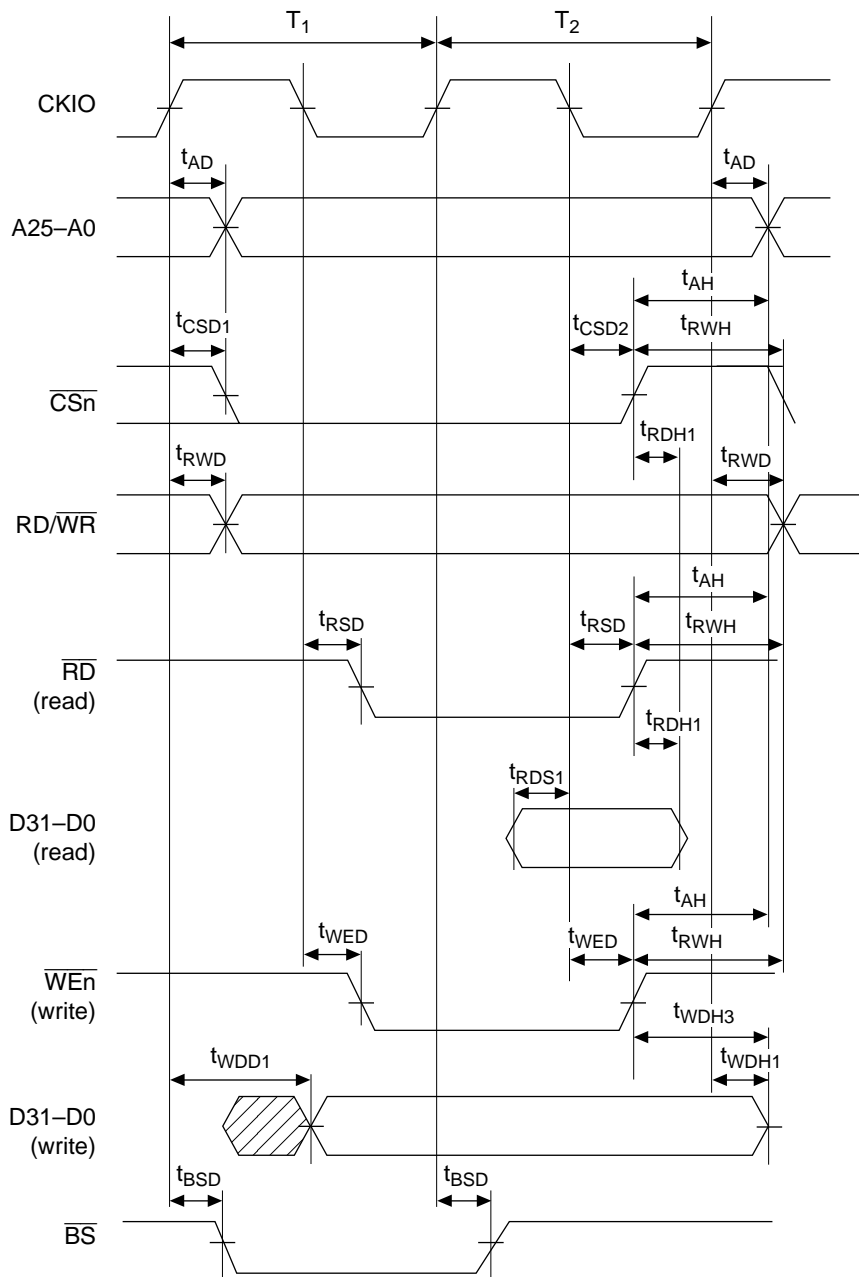 T1 T2
CKIO
tAD tAD
A25–A0
tAH
tCSD1 tCSD2 tRWH
CSn
tRDH1
tRWD tRWD
RD/WR
tAH
tRSD tRSD tRWH
RD
(read)
tRDH1
tRDS1
D31–D0
(read)
tAH
tWED tWED tRWH
WEn
(write)
tWDH3
tWDD1 tWDH1
D31–D0
(write)
tBSD tBSD
BS